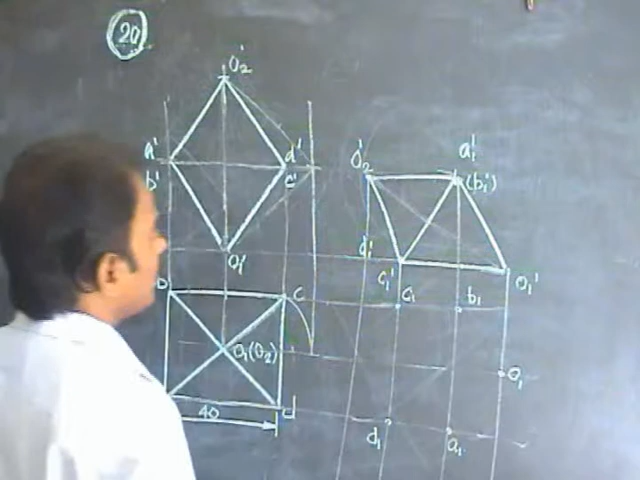 20
O₂'
a'
b'
d'
c'
O₁'
b
c
O₁(O₂)
d
40
O₂'
a₁'
(b₁')
d₁'
c₁'
O₁'
c₁
b₁
O₁
d₁
a₁